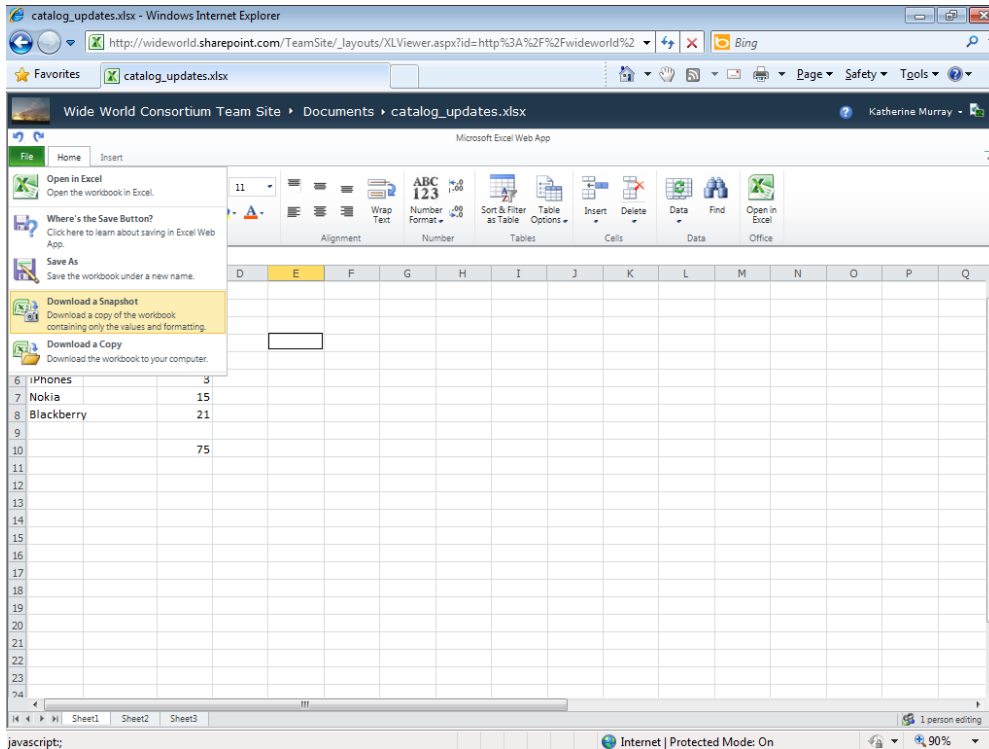 catalog_updates.xlsx - Windows Internet Explorer
http://wideworld.sharepoint.com/TeamSite/_layouts/XLViewer.aspx?id=http%3A%2F%2Fwideworld%2
Bing
Favorites
catalog_updates.xlsx
Page
Safety
Tools
Wide World Consortium Team Site
Documents
catalog_updates.xlsx
Katherine Murray
Microsoft Excel Web App
File
Home
Insert
Open in Excel
Open the workbook in Excel.
Where's the Save Button?
Click here to learn about saving in Excel Web
App.
Save As
Save the workbook under a new name.
Download a Snapshot
Download a copy of the workbook
containing only the values and formatting.
Download a Copy
Download the workbook to your computer.
11
Wrap
Text
Alignment
ABC
123
Number
Format
Number
Sort & Filter
as Table
Table
Options
Tables
Insert
Delete
Cells
Data
Find
Data
Open in
Excel
Office
D E F G H I J K L M N O P Q
6 iPhones 3
7 Nokia 15
8 Blackberry 21
9
10 75
11
12
13
14
15
16
17
18
19
20
21
22
23
24
Sheet1
Sheet2
Sheet3
1 person editing
javascript:;
Internet | Protected Mode: On
90%